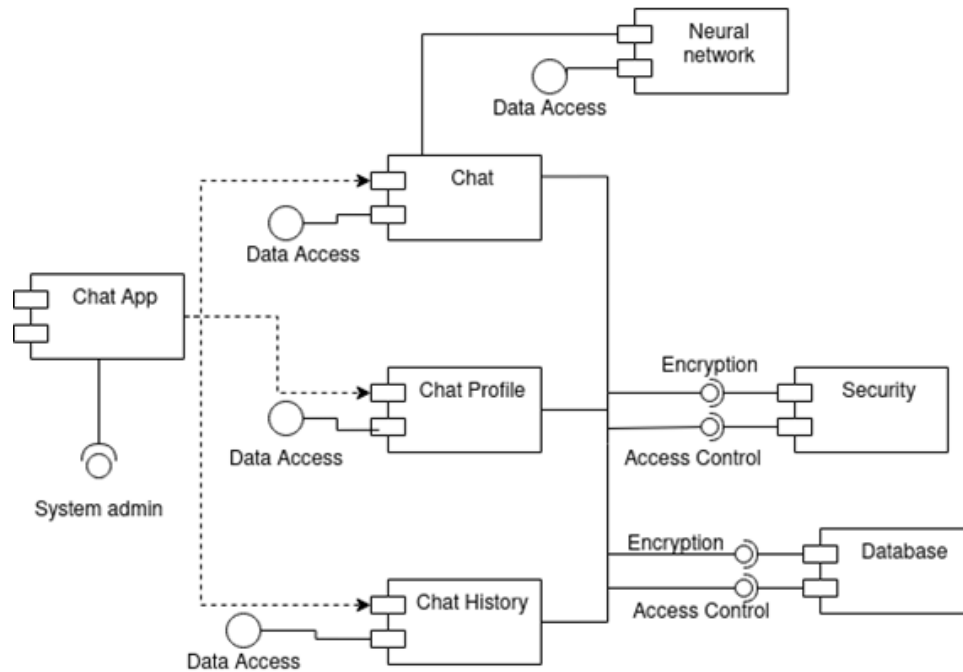 Neural
network
Data Access
Chat
Data Access
Chat App
Encryption
Chat Profile
Security
Data Access
Access Control
System admin
Encryption
Database
Chat History
Access Control
Data Access